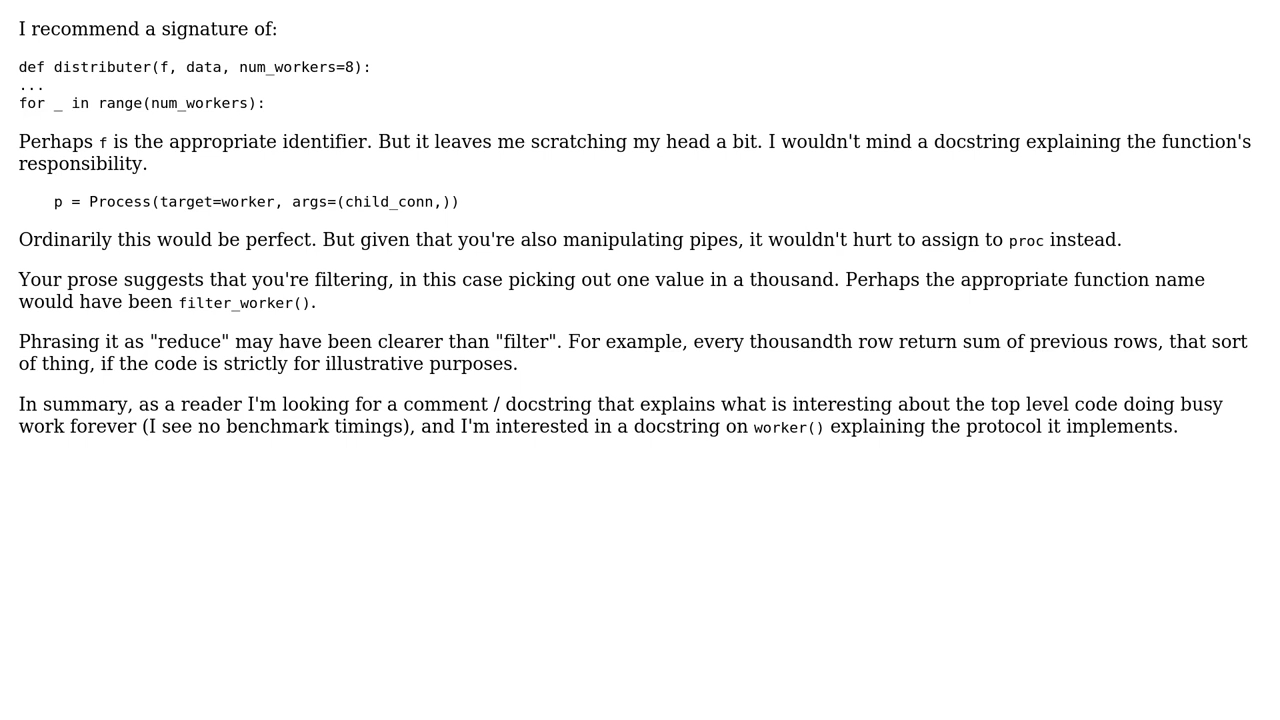 I recommend a signature of:
def distributer(f, data, num_workers=8):
...
for _ in range(num_workers):
Perhaps f is the appropriate identifier. But it leaves me scratching my head a bit. I wouldn't mind a docstring explaining the function's
responsibility.
    p = Process(target=worker, args=(child_conn,))
Ordinarily this would be perfect. But given that you're also manipulating pipes, it wouldn't hurt to assign to proc instead.
Your prose suggests that you're filtering, in this case picking out one value in a thousand. Perhaps the appropriate function name
would have been filter_worker().
Phrasing it as "reduce" may have been clearer than "filter". For example, every thousandth row return sum of previous rows, that sort
of thing, if the code is strictly for illustrative purposes.
In summary, as a reader I'm looking for a comment / docstring that explains what is interesting about the top level code doing busy
work forever (I see no benchmark timings), and I'm interested in a docstring on worker() explaining the protocol it implements.